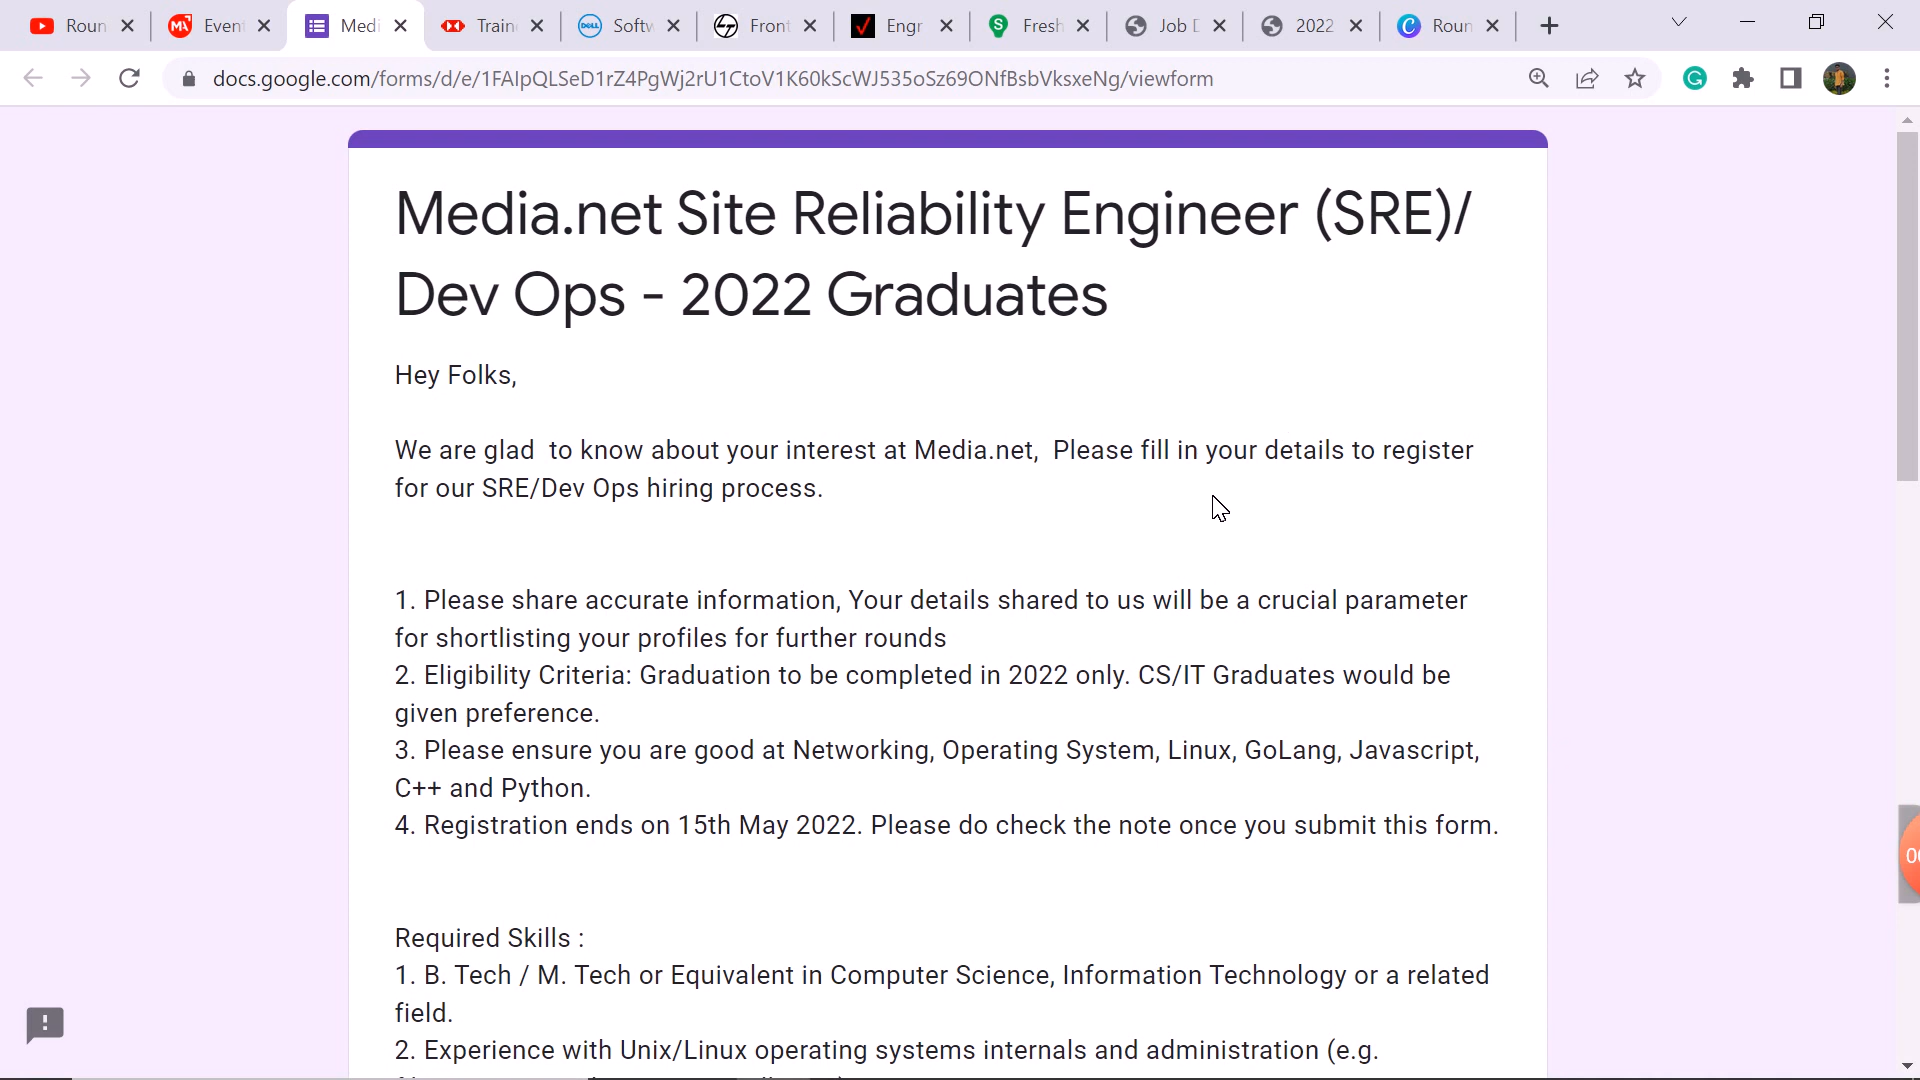 Roun
Even
Medi
Train
Softw
Front
Engr
Fresh
Job D
2022
Roun
docs.google.com/forms/d/e/1FAIpQLSeD1rZ4PgWj2rU1CtoV1K60kScWJ535oSz69ONfBsbVksxeNg/viewform
Media.net Site Reliability Engineer (SRE)/
Dev Ops - 2022 Graduates
Hey Folks,
We are glad  to know about your interest at Media.net,  Please fill in your details to register
for our SRE/Dev Ops hiring process.
1. Please share accurate information, Your details shared to us will be a crucial parameter
for shortlisting your profiles for further rounds
2. Eligibility Criteria: Graduation to be completed in 2022 only. CS/IT Graduates would be
given preference.
3. Please ensure you are good at Networking, Operating System, Linux, GoLang, Javascript,
C++ and Python.
4. Registration ends on 15th May 2022. Please do check the note once you submit this form.
Required Skills :
1. B. Tech / M. Tech or Equivalent in Computer Science, Information Technology or a related
field.
2. Experience with Unix/Linux operating systems internals and administration (e.g.